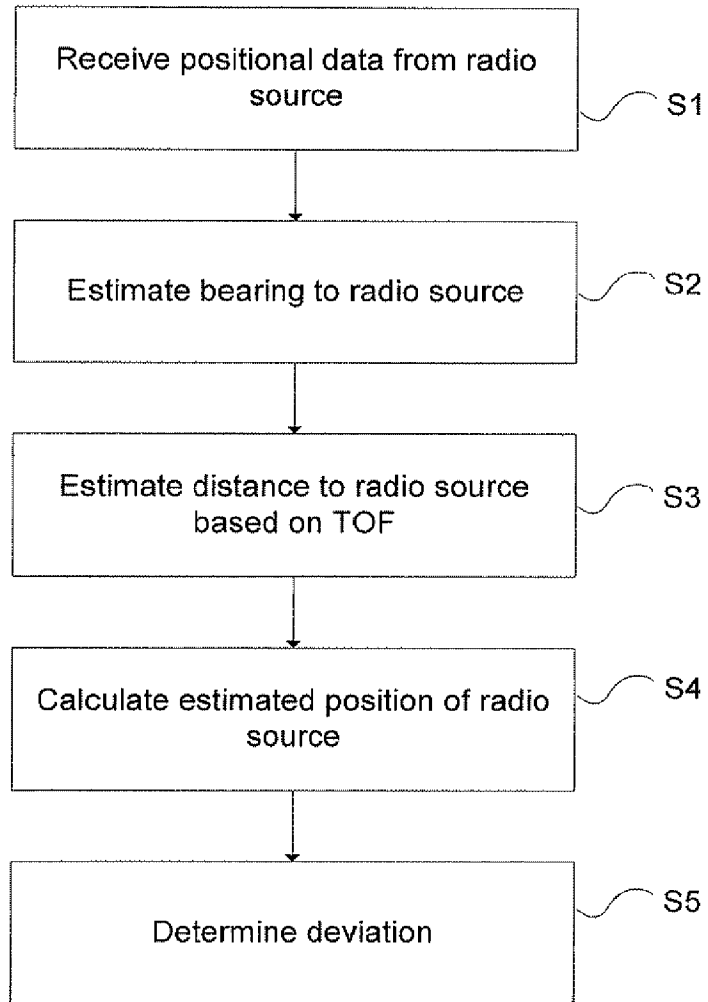 Receive positional data from radio
source
S1
Estimate bearing to radio source
S2
Estimate distance to radio source
based on TOF
S3
Calculate estimated position of radio
source
S4
Determine deviation
S5